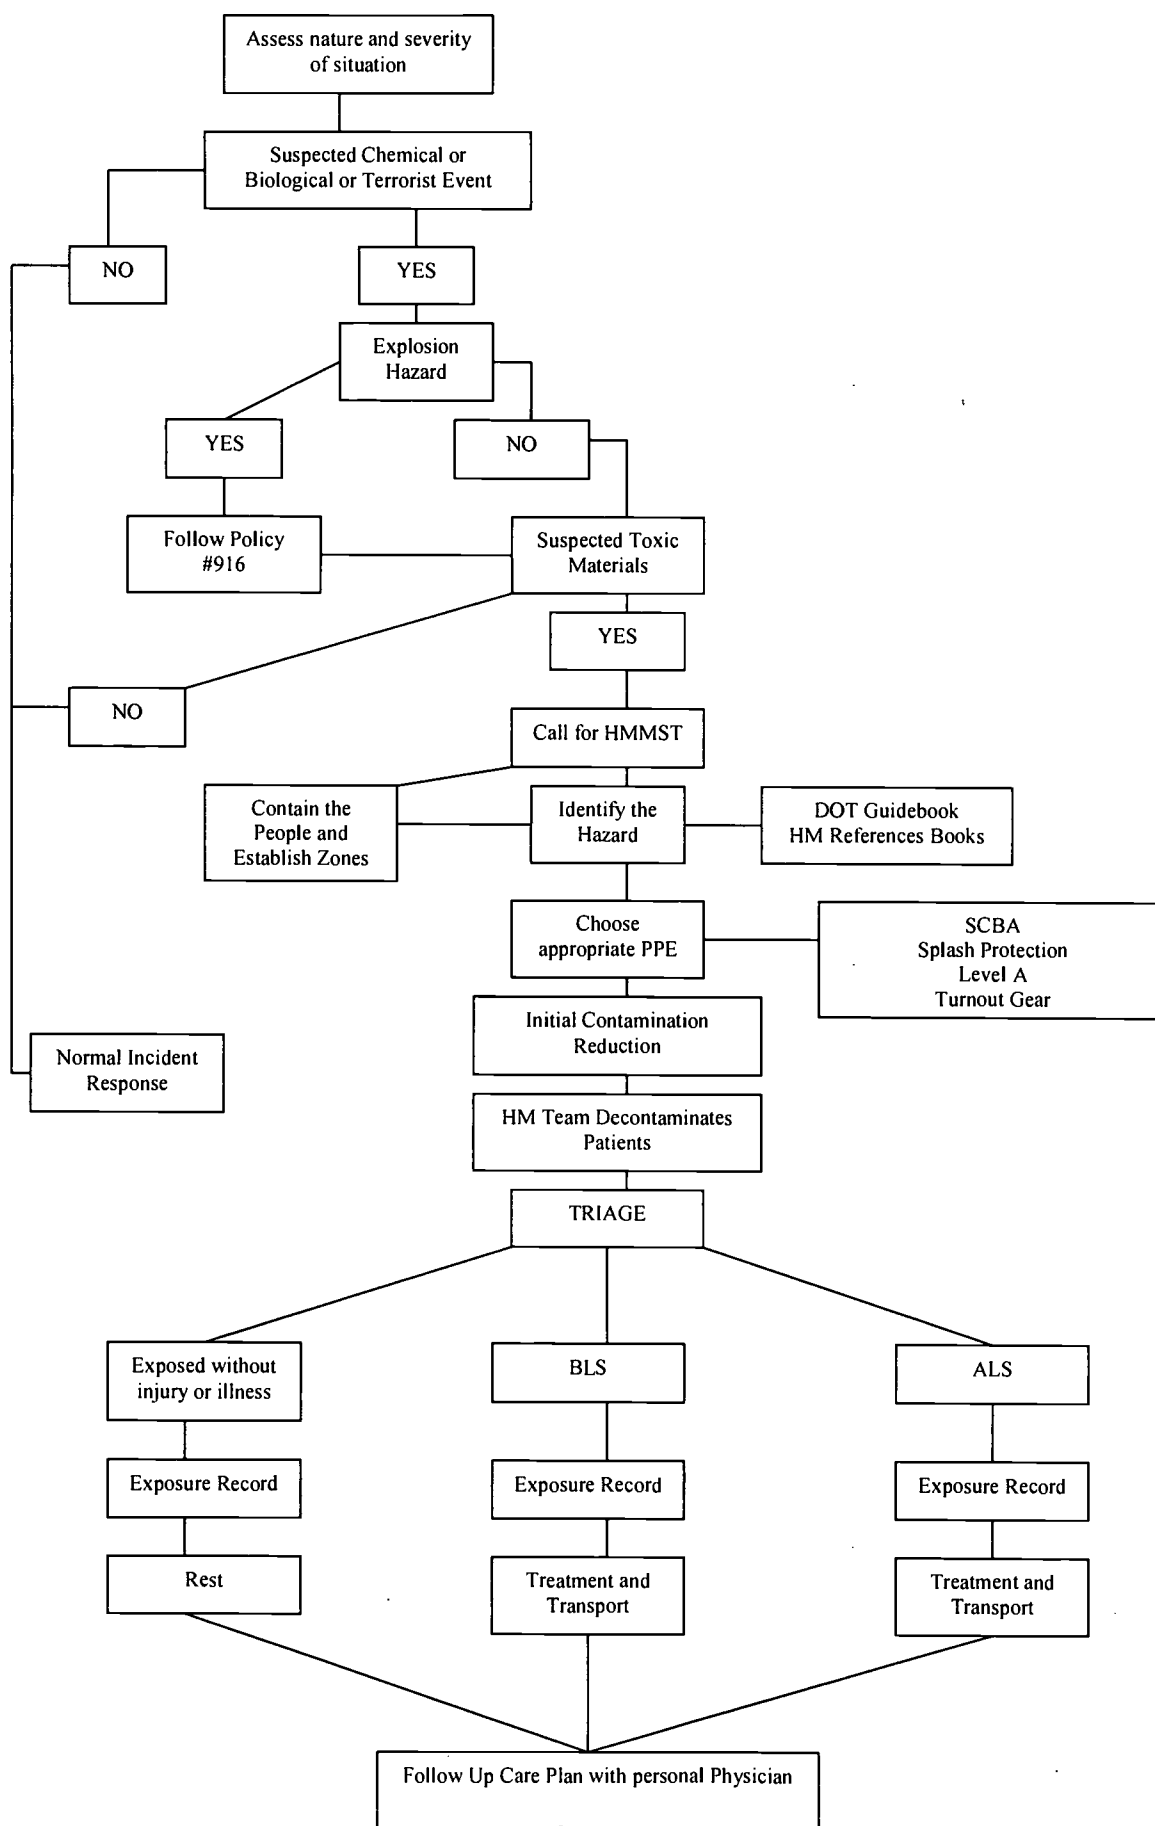 Assess nature and severity
of situation
Suspected Chemical or
Biological or Terrorist Event
NO
YES
Explosion
Hazard
YES
NO
Follow Policy
#916
Suspected Toxic
Materials
YES
NO
Call for HMMST
Contain the
People and
Establish Zones
Identify the
Hazard
DOT Guidebook
HM References Books
Choose
appropriate PPE
SCBA
Splash Protection
Level A
Turnout Gear
Initial Contamination
Reduction
Normal Incident
Response
HM Team Decontaminates
Patients
TRIAGE
Exposed without
injury or illness
BLS
ALS
Exposure Record
Exposure Record
Exposure Record
Rest
Treatment and
Transport
Treatment and
Transport
Follow Up Care Plan with personal Physician